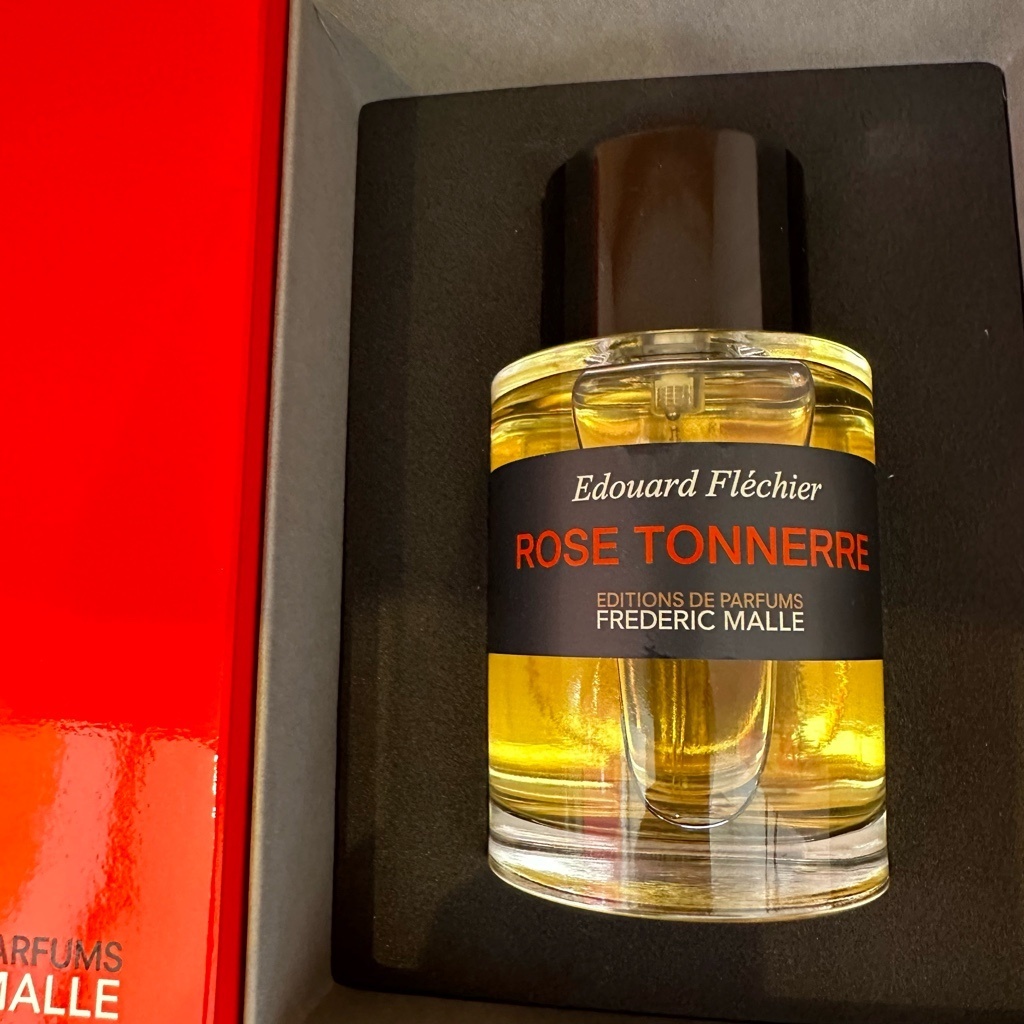 Edouard Fléchier
ROSE TONNERRE
EDITIONS DE PARFUMS
FREDERIC MALLE
ARFUMS
MALLE